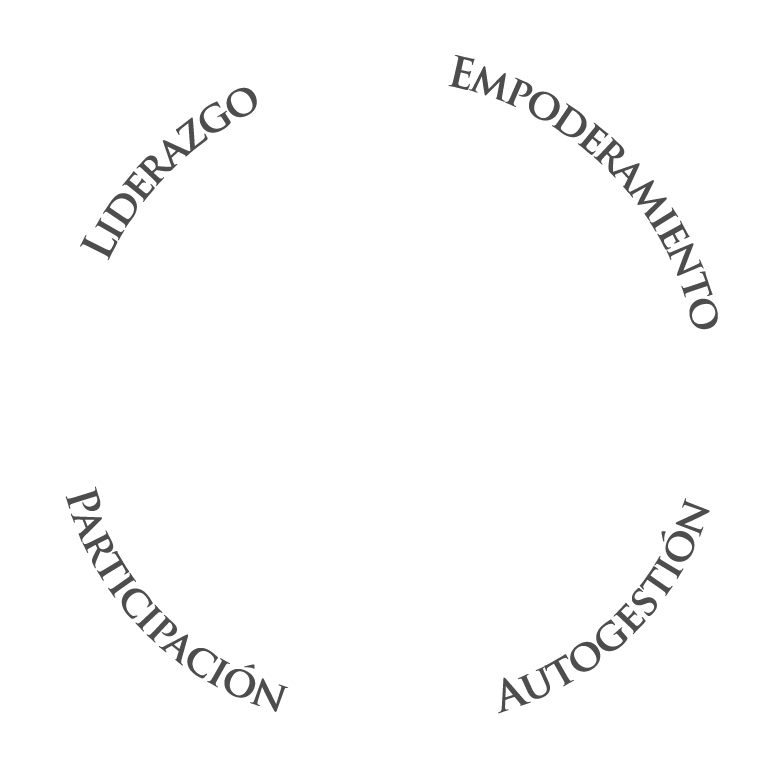 Liderazgo
Empoderamiento
Participación
Autogestión